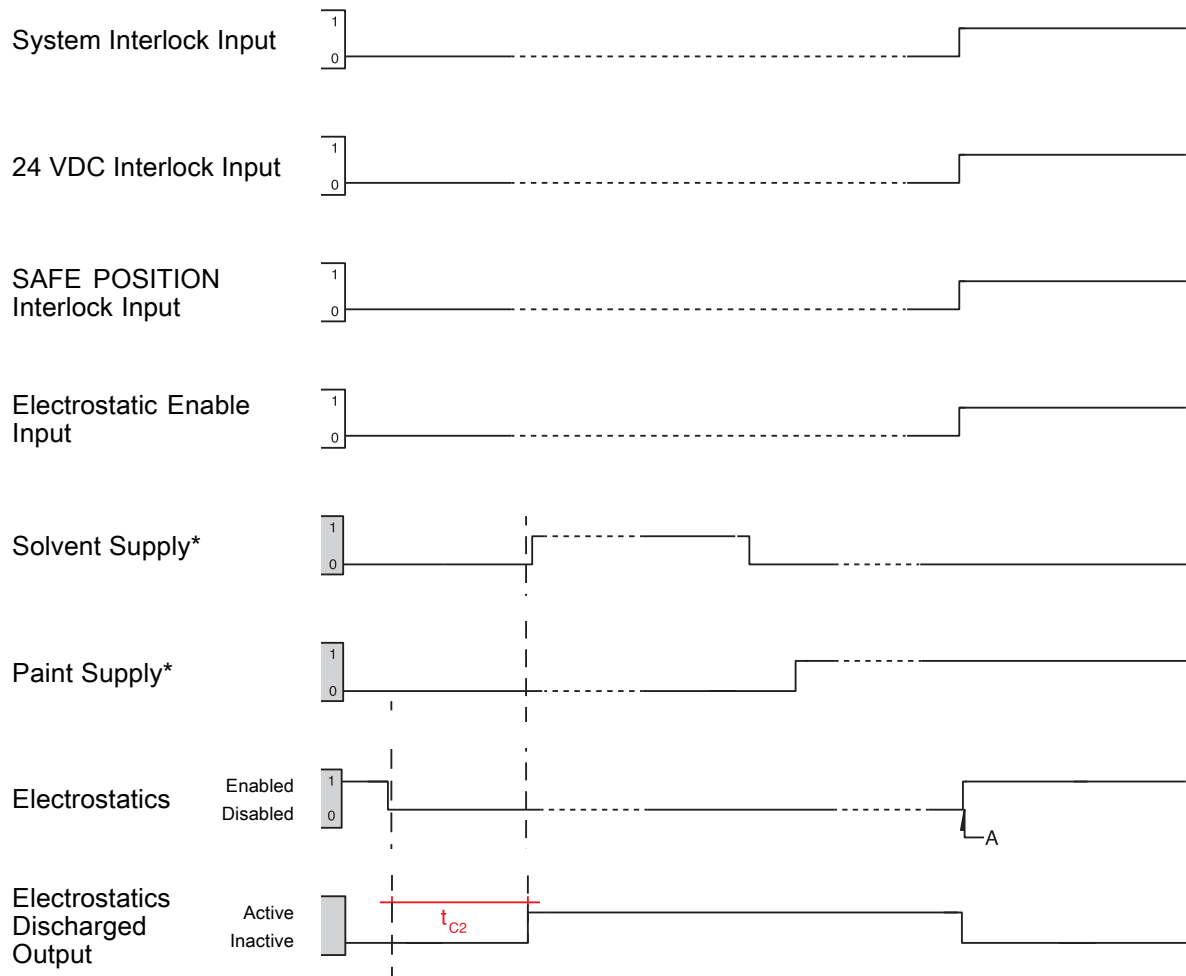 System Interlock Input
1
0
24 VDC Interlock Input
1
0
SAFE POSITION
Interlock Input
1
0
Electrostatic Enable
Input
1
0
Solvent Supply*
1
0
Paint Supply*
1
0
Electrostatics
Enabled
Disabled
1
0
A
Electrostatics
Discharged
Output
Active
Inactive
tC2